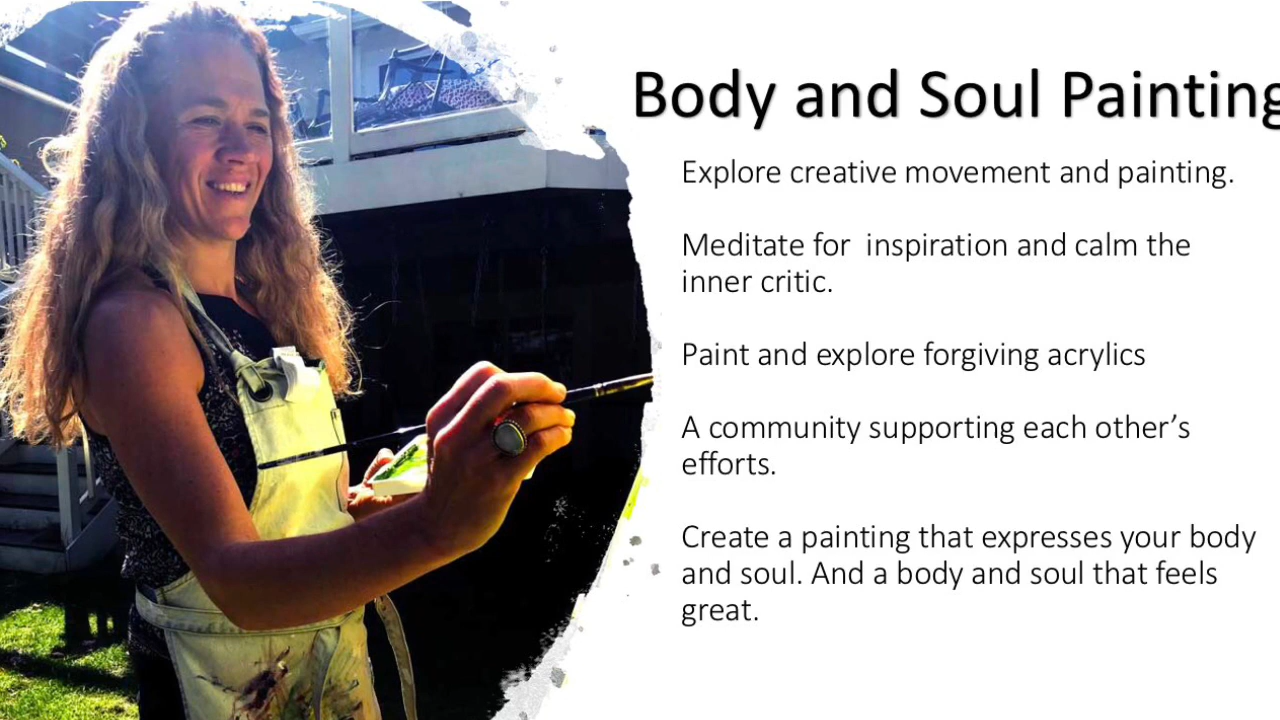 Body and Soul Painting
Explore creative movement and painting.
Meditate for  inspiration and calm the
inner critic.
Paint and explore forgiving acrylics
A community supporting each other’s
efforts.
Create a painting that expresses your body
and soul. And a body and soul that feels
great.